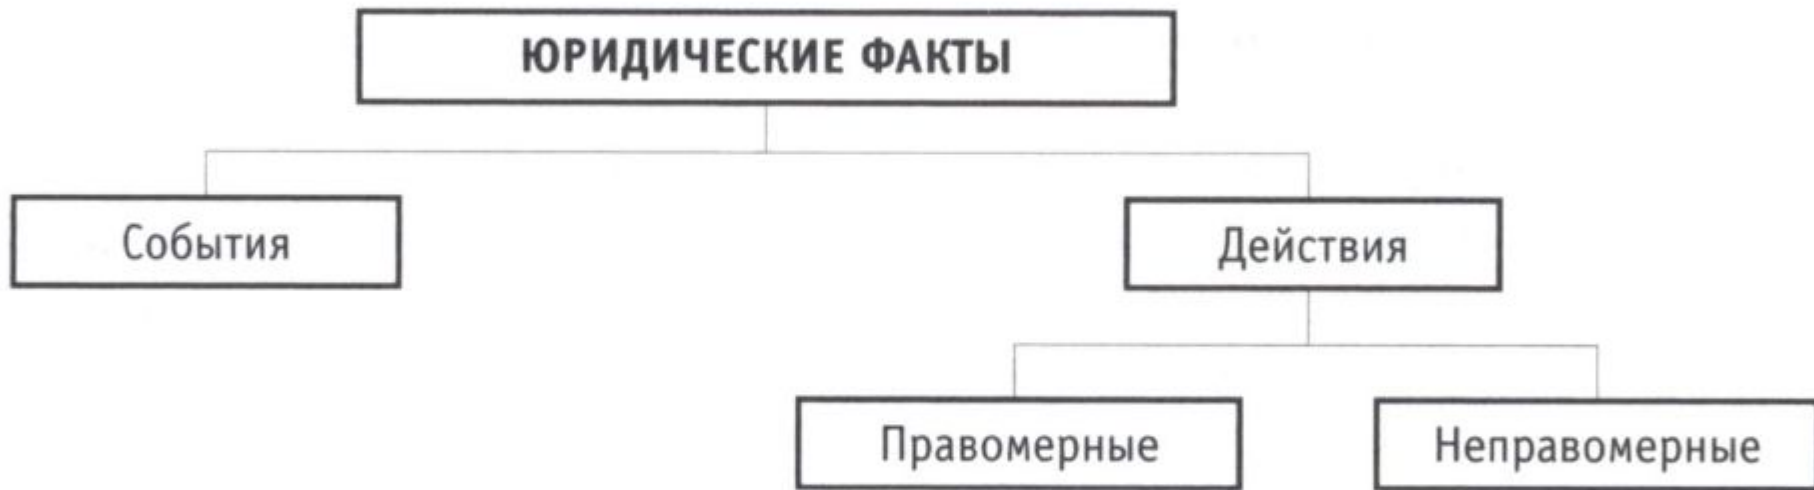 ЮРИДИЧЕСКИЕ ФАКТЫ
События
Действия
Правомерные
Неправомерные